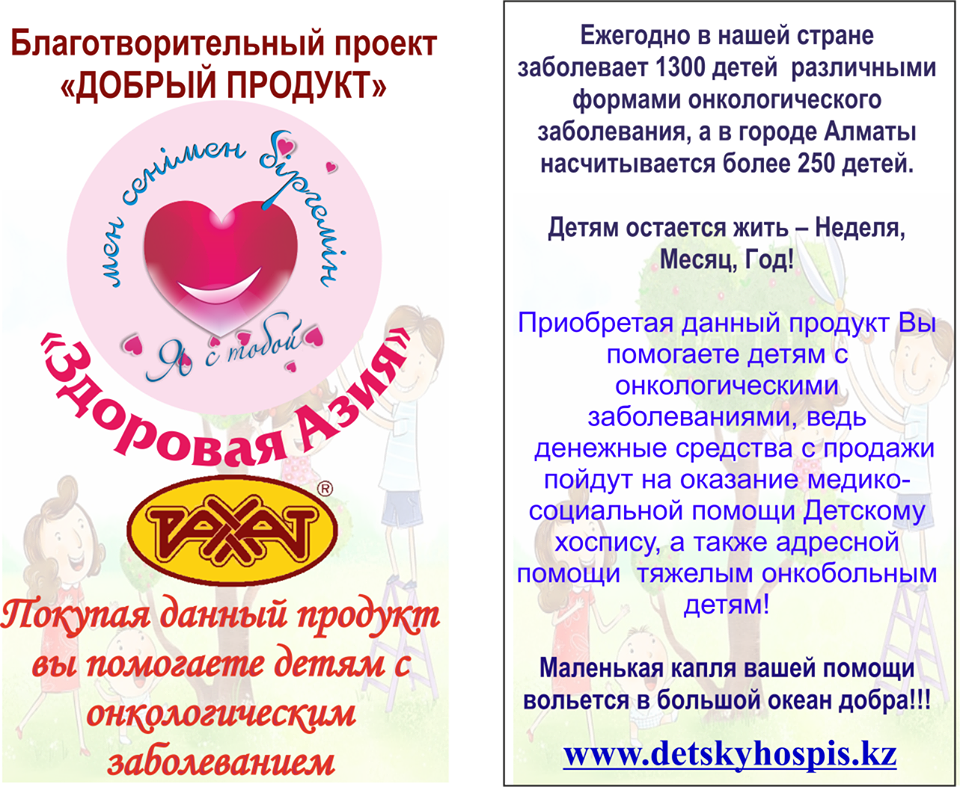 Благотворительный проект
«ДОБРЫЙ ПРОДУКТ»
мен сенімен біргемін
Я с тобой
«Здоровая Азия»
РАХАТ ®
Покупая данный продукт
вы помогаете детям с
онкологическим
заболеванием
Ежегодно в нашей стране
заболевает 1300 детей различными
формами онкологического
заболевания, а в городе Алматы
насчитывается более 250 детей.
Детям остается жить – Неделя,
Месяц, Год!
Приобретая данный продукт Вы
помогаете детям с
онкологическими
заболеваниями, ведь
денежные средства с продажи
пойдут на оказание медико-
социальной помощи Детскому
хоспису, а также адресной
помощи тяжелым онкобольным
детям!
Маленькая капля вашей помощи
вольется в большой океан добра!!!
www.detskyhospis.kz